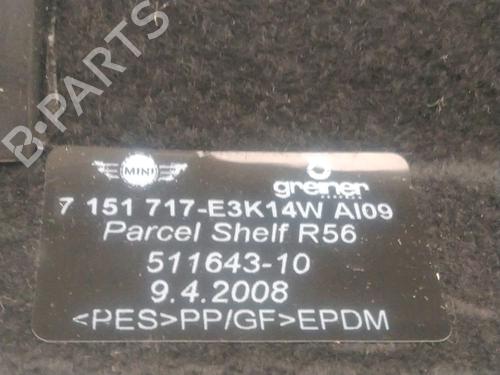 B-PARTS
MINI
greiner
7 151 717-E3K14W AI09
Parcel Shelf R56
511643-10
9.4.2008
<PES>PP/GF>EPDM